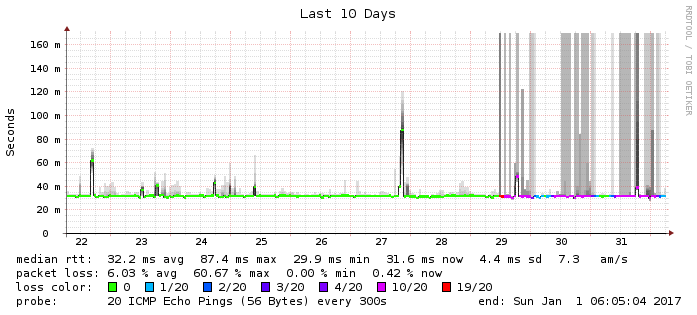 Last 10 Days
RRDTOOL / TOBI OETIKER
Seconds
160 m
140 m
120 m
100 m
80 m
60 m
40 m
20 m
0
22 23 24 25 26 27 28 29 30 31
median rtt: 32.2 ms avg 87.4 ms max 29.9 ms min 31.6 ms now 4.4 ms sd 7.3 am/s
packet loss: 6.03 % avg 60.67 % max 0.00 % min 0.42 % now
loss color: 0 1/20 2/20 3/20 4/20 10/20 19/20
probe: 20 ICMP Echo Pings (56 Bytes) every 300s end: Sun Jan 1 06:05:04 2017